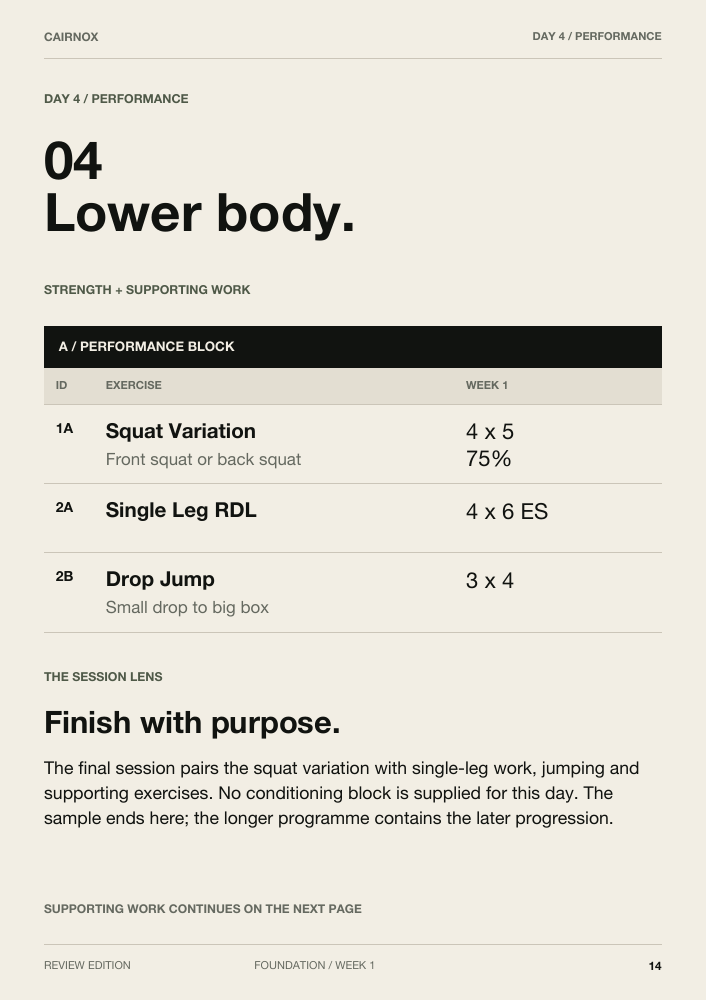 CAIRNOX
DAY 4 / PERFORMANCE
DAY 4 / PERFORMANCE
04
Lower body.
STRENGTH + SUPPORTING WORK
A / PERFORMANCE BLOCK
ID EXERCISE WEEK 1
1A Squat Variation 4 x 5
Front squat or back squat 75%
2A Single Leg RDL 4 x 6 ES
2B Drop Jump 3 x 4
Small drop to big box
THE SESSION LENS
Finish with purpose.
The final session pairs the squat variation with single-leg work, jumping and
supporting exercises. No conditioning block is supplied for this day. The
sample ends here; the longer programme contains the later progression.
SUPPORTING WORK CONTINUES ON THE NEXT PAGE
REVIEW EDITION FOUNDATION / WEEK 1 14